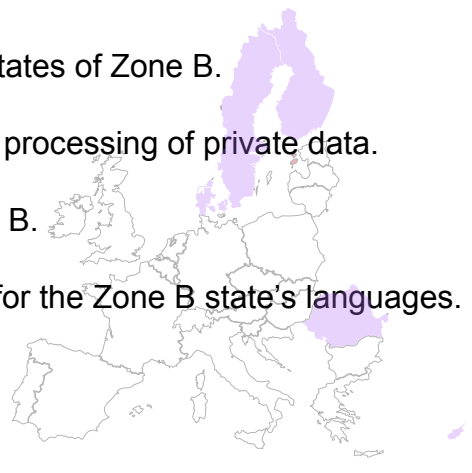 tates of Zone B.
processing of private data.
B.
for the Zone B state's languages.